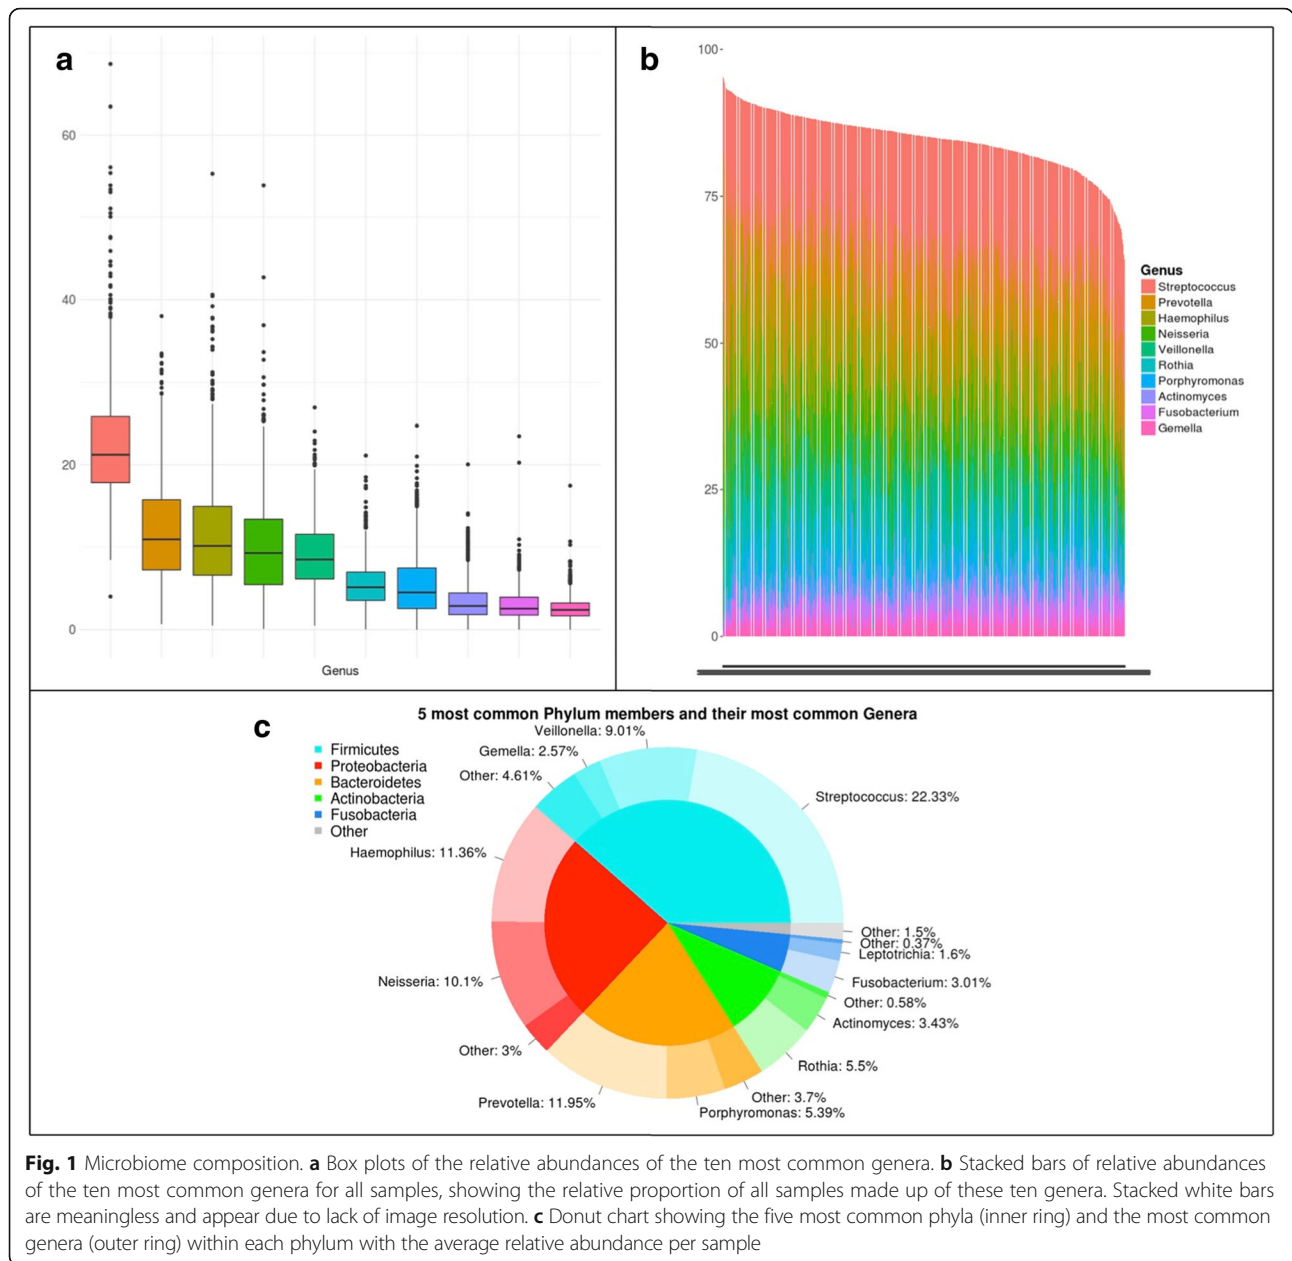 a
60
40
20
0
Genus
b
100-
75-
50-
25-
0-
Genus
Streptococcus
Prevotella
Haemophilus
Neisseria
Veillonella
Rothia
Porphyromonas
Actinomyces
Fusobacterium
Gemella
c
5 most common Phylum members and their most common Genera
Firmicutes
Proteobacteria
Bacteroidetes
Actinobacteria
Fusobacteria
Other
Veillonella: 9.01%
Gemella: 2.57%
Other: 4.61%
Streptococcus: 22.33%
Haemophilus: 11.36%
Other: 1.5%
Other: 0.37%
Leptotrichia: 1.6%
Neisseria: 10.1%
Fusobacterium: 3.01%
Other: 0.58%
Actinomyces: 3.43%
Other: 3%
Rothia: 5.5%
Prevotella: 11.95%
Other: 3.7%
Porphyromonas: 5.39%
Fig. 1 Microbiome composition. a Box plots of the relative abundances of the ten most common genera. b Stacked bars of relative abundances
of the ten most common genera for all samples, showing the relative proportion of all samples made up of these ten genera. Stacked white bars
are meaningless and appear due to lack of image resolution. c Donut chart showing the five most common phyla (inner ring) and the most common
genera (outer ring) within each phylum with the average relative abundance per sample